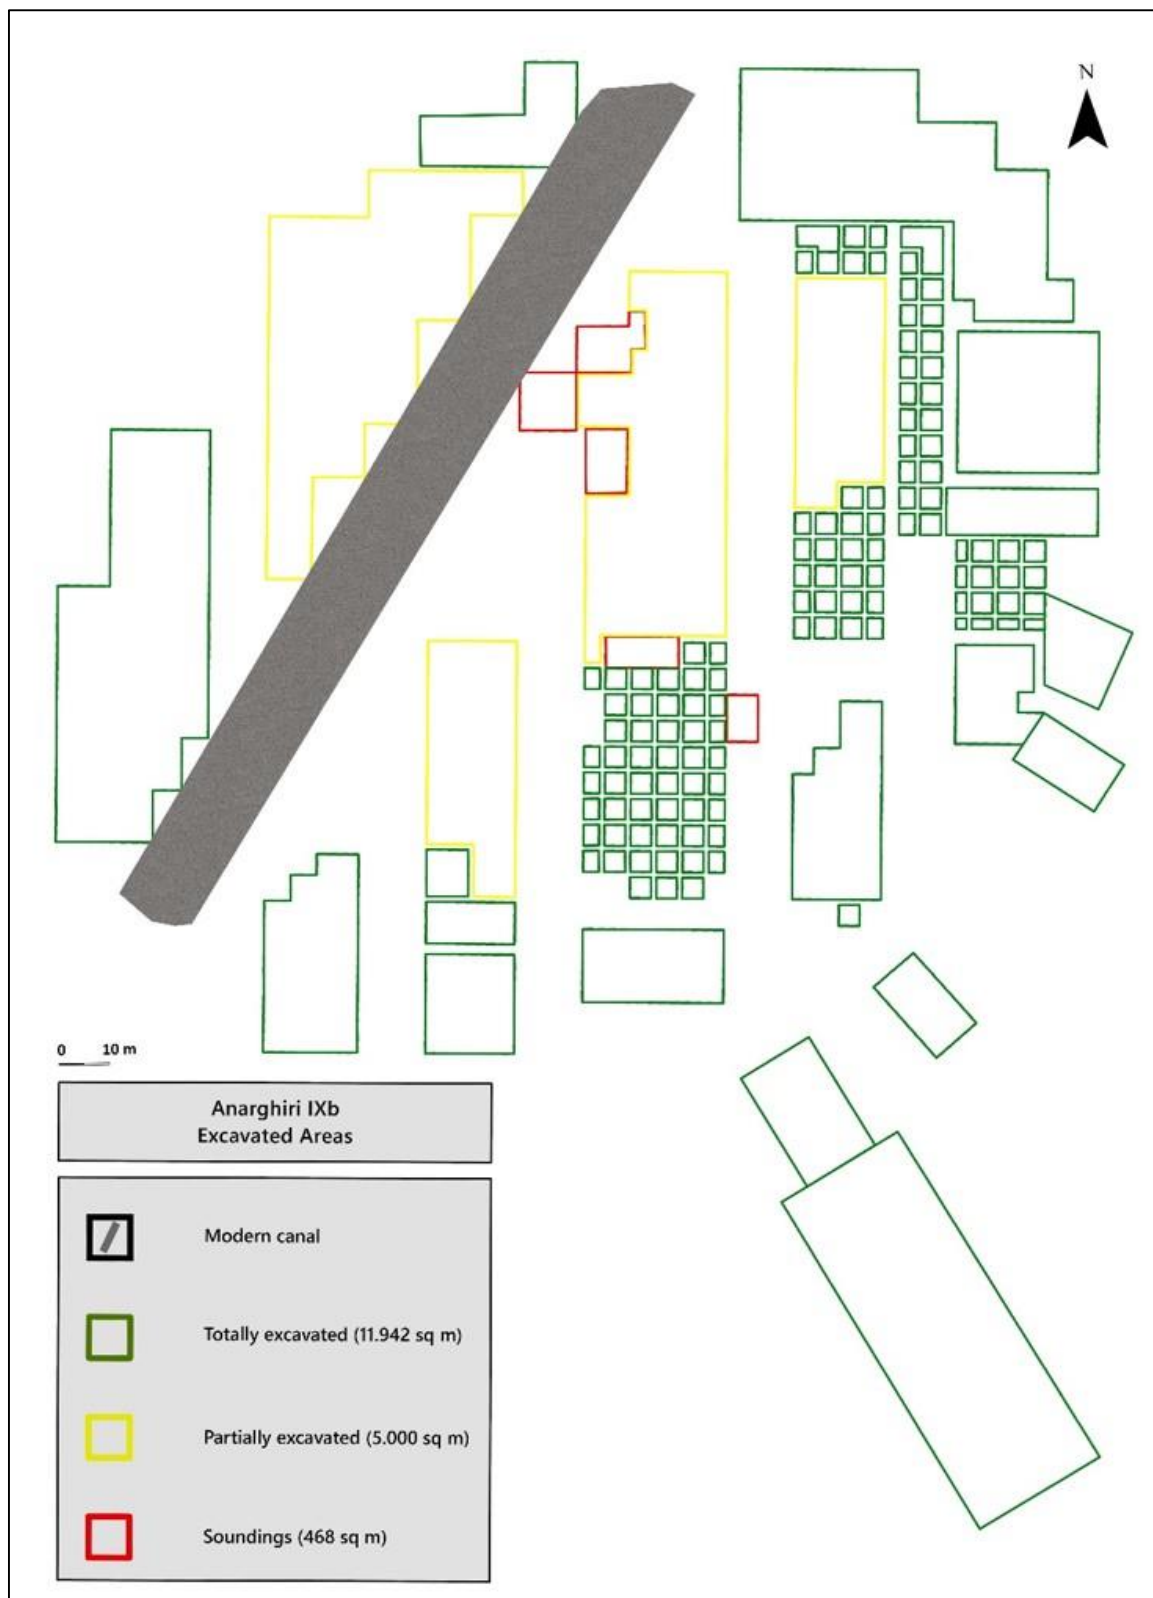 N
0 10 m
Anarghiri IXb
Excavated Areas
Modern canal
Totally excavated (11.942 sq m)
Partially excavated (5.000 sq m)
Soundings (468 sq m)